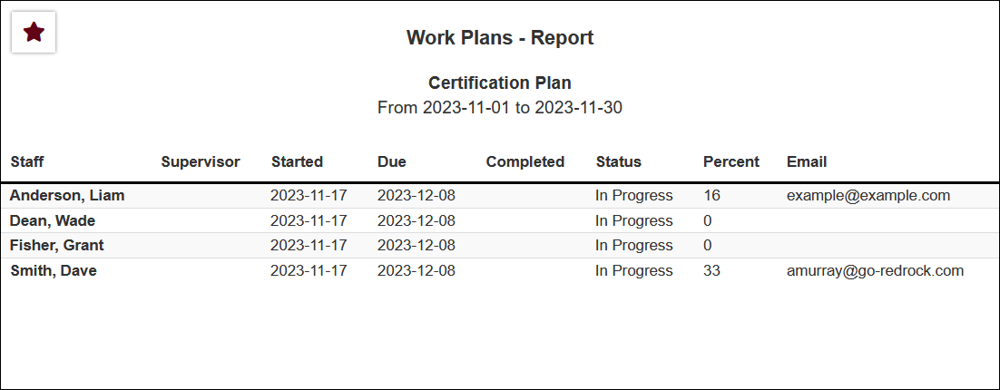 Work Plans - Report
Certification Plan
From 2023-11-01 to 2023-11-30
Staff Supervisor Started Due Completed Status Percent Email
Anderson, Liam 2023-11-17 2023-12-08 In Progress 16 example@example.com
Dean, Wade 2023-11-17 2023-12-08 In Progress 0
Fisher, Grant 2023-11-17 2023-12-08 In Progress 0
Smith, Dave 2023-11-17 2023-12-08 In Progress 33 amurray@go-redrock.com